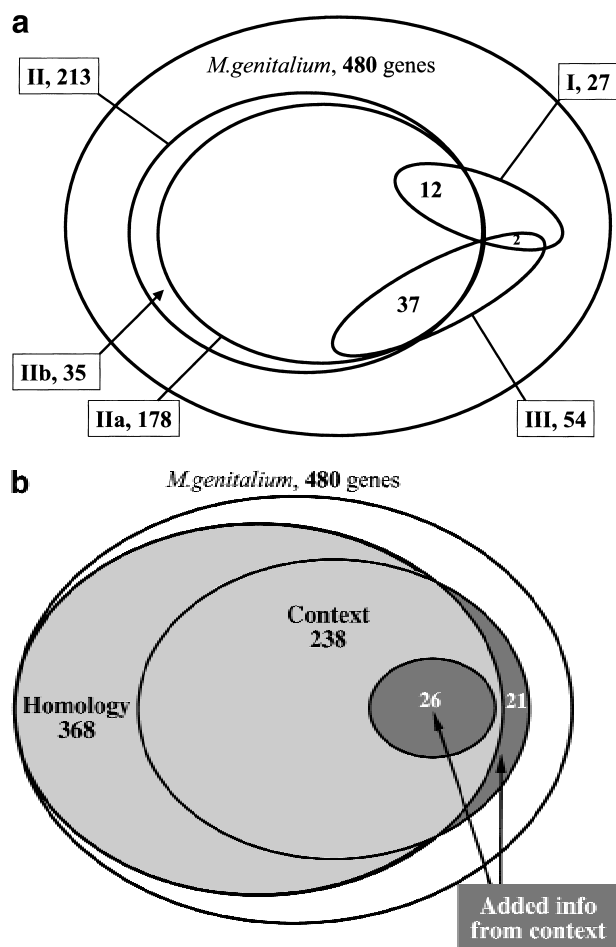 a
M.genitalium, 480 genes
II, 213
I, 27
12
2
37
IIb, 35
IIa, 178
III, 54
b
M.genitalium, 480 genes
Context
238
Homology
368
26
21
Added info
from context